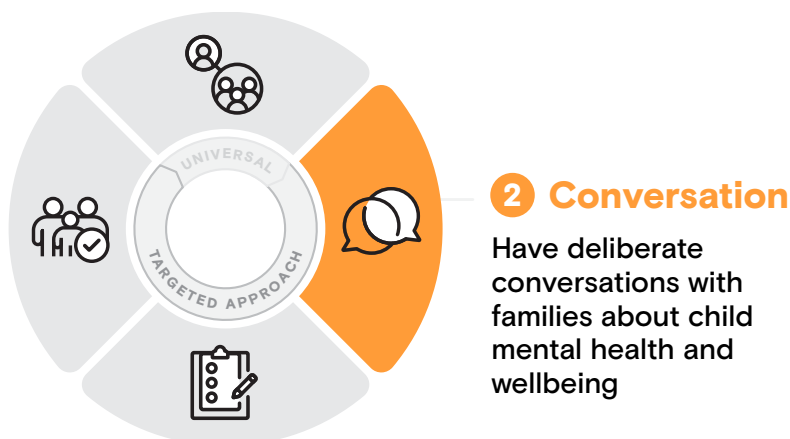 UNIVERSAL
TARGETED APPROACH
2 Conversation
Have deliberate
conversations with
families about child
mental health and
wellbeing